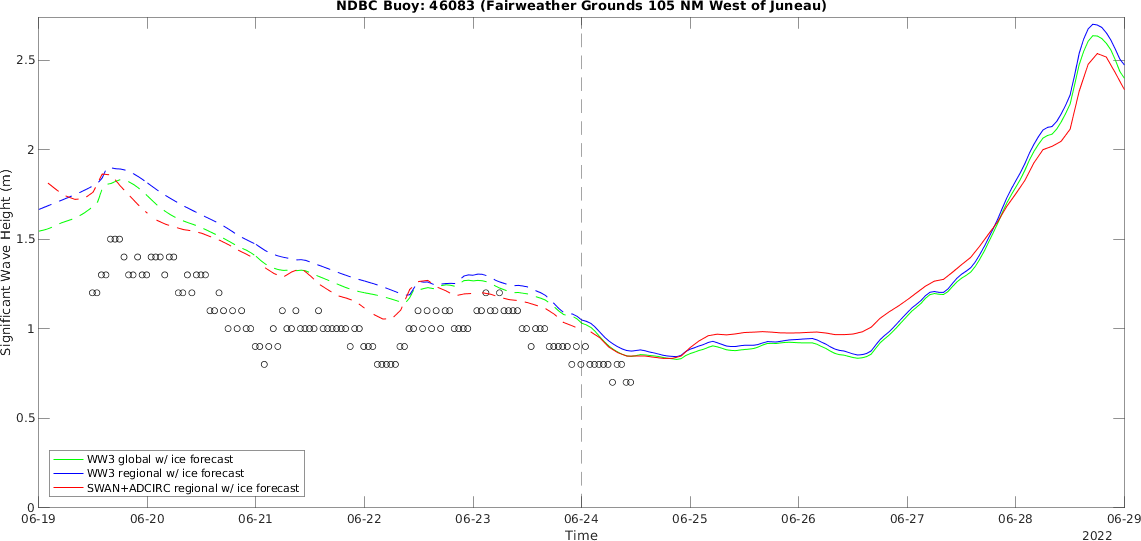 NDBC Buoy: 46083 (Fairweather Grounds 105 NM West of Juneau)
Significant Wave Height (m)
2.5
2
1.5
1
0.5
0
WW3 global w/ ice forecast
WW3 regional w/ ice forecast
SWAN+ADCIRC regional w/ ice forecast
06-19 06-20 06-21 06-22 06-23 06-24 06-25 06-26 06-27 06-28 06-29
Time
2022